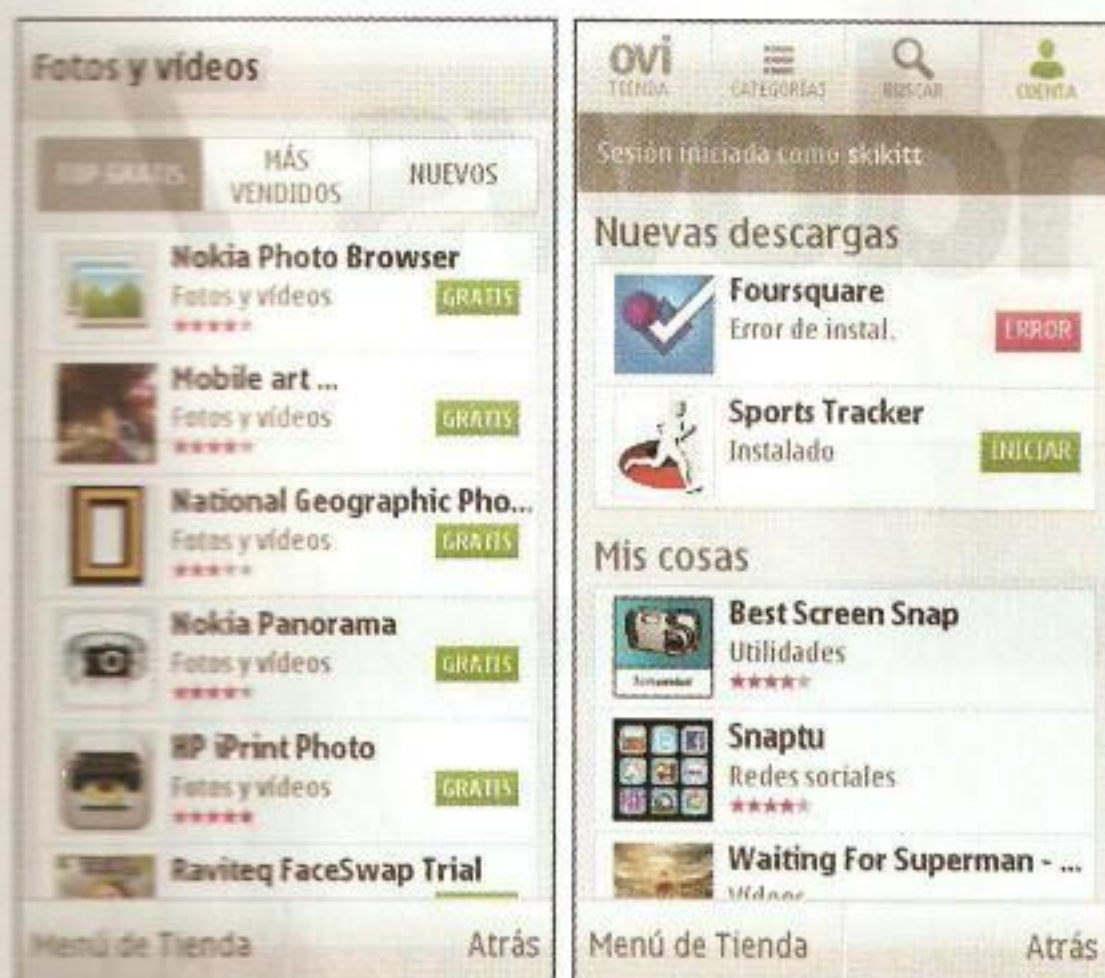 Fotos y vídeos
TOP GRATIS
MÁS
VENDIDOS
NUEVOS
Nokia Photo Browser
Fotos y vídeos
GRATIS
Mobile art ...
Fotos y vídeos
GRATIS
National Geographic Pho...
Fotos y vídeos
GRATIS
Nokia Panorama
Fotos y vídeos
GRATIS
HP iPrint Photo
Fotos y vídeos
GRATIS
Raviteq FaceSwap Trial
Menú de Tienda
Atrás
ovi
TIENDA
CATEGORÍAS
BUSCAR
CUENTA
Sesión iniciada como skikitt
Nuevas descargas
Foursquare
Error de instal.
ERROR
Sports Tracker
Instalado
INICIAR
Mis cosas
Best Screen Snap
Utilidades
Snaptu
Redes sociales
Waiting For Superman - ...
Vídeos
Menú de Tienda
Atrás